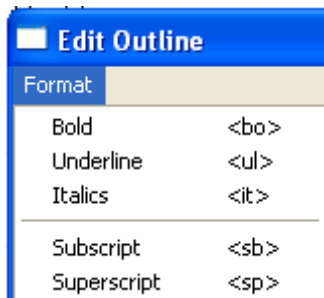 Edit Outline
Format
Bold <bo>
Underline <ul>
Italics <it>
Subscript <sb>
Superscript <sp>